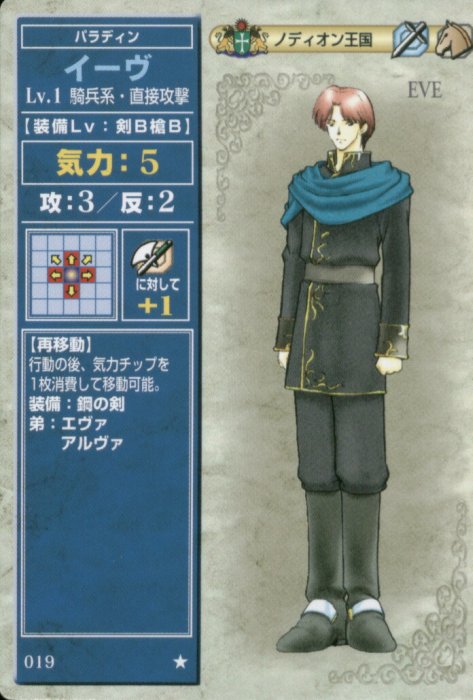 パラディン
イーヴ
Lv.1 騎兵系・直接攻撃
【装備Lv：剣B槍B】
気力：5
攻：3／反：2
に対して
+1
【再移動】
行動の後、気力チップを
1枚消費して移動可能。
装備：鋼の剣
弟：エヴァ
アルヴァ
019 ★
ノディオン王国
EVE